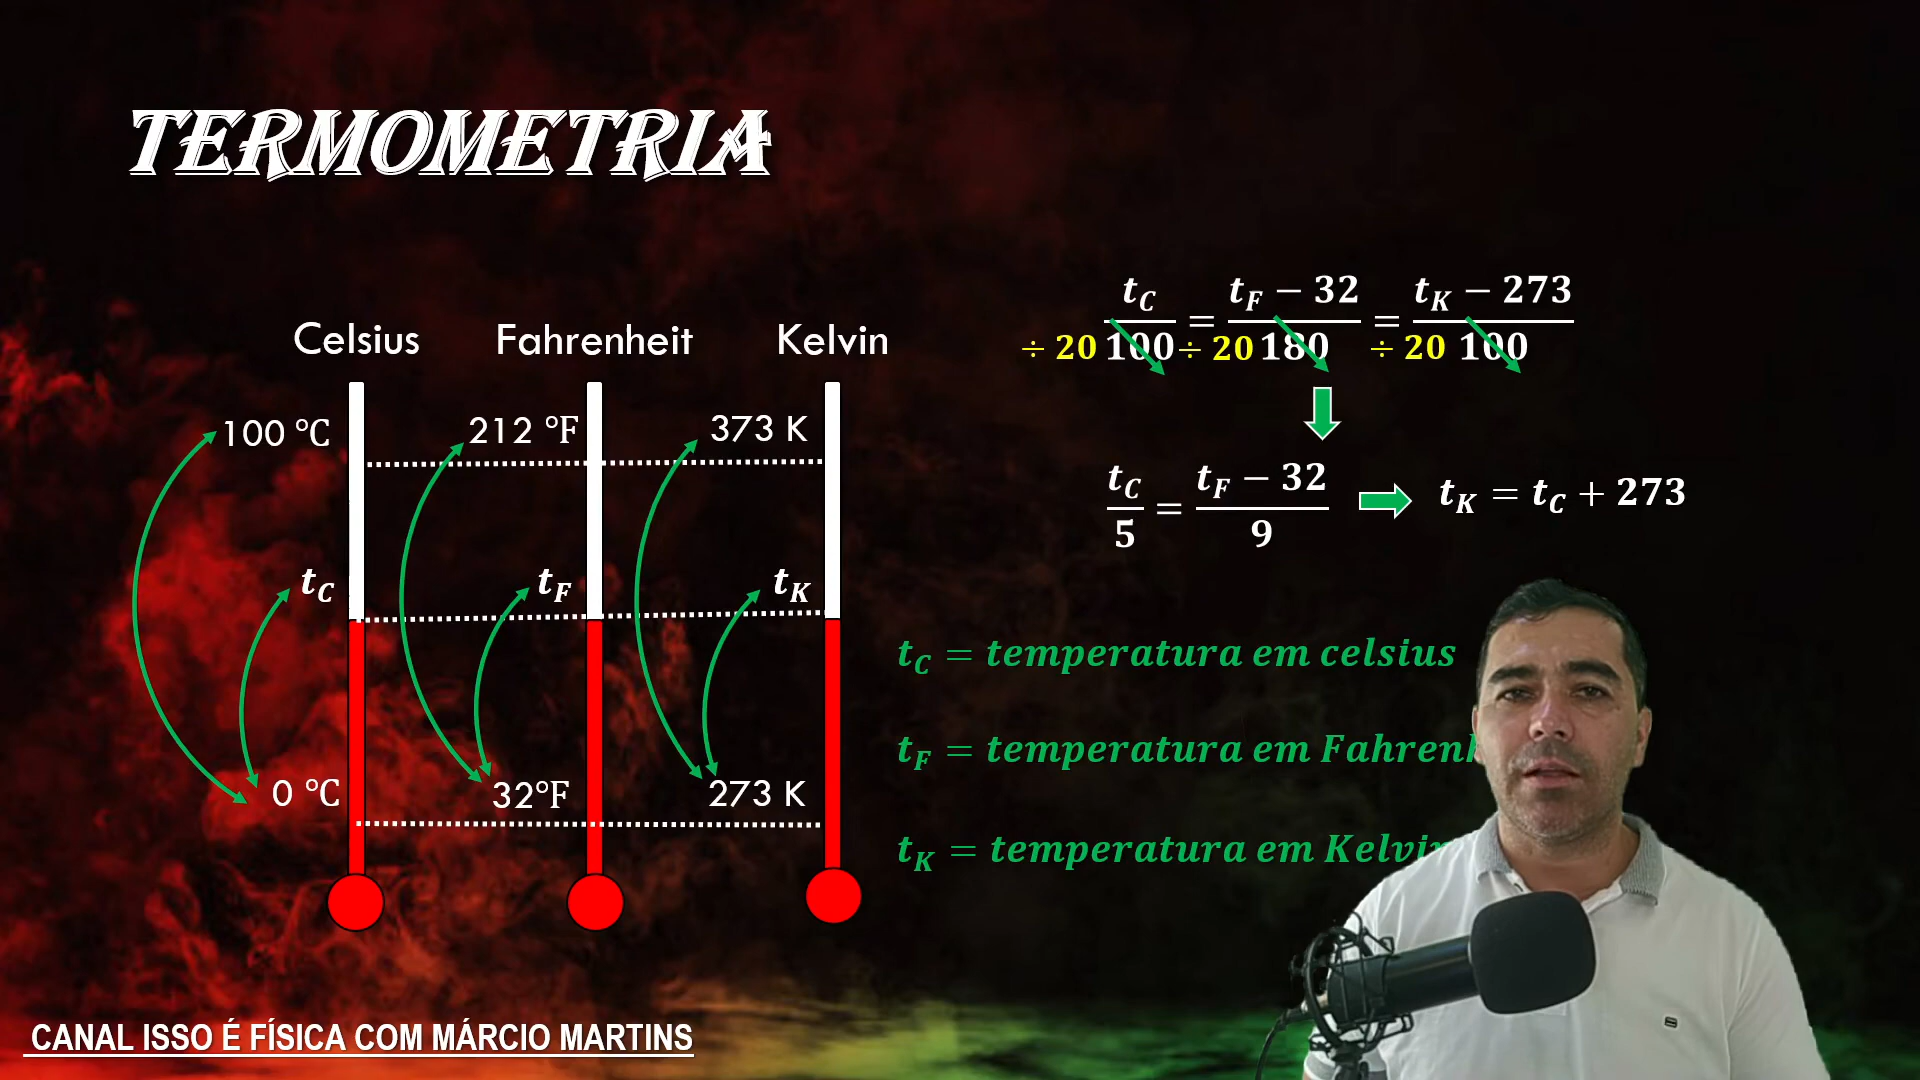 TERMOMETRIA
Celsius Fahrenheit Kelvin
100 °C 212 °F 373 K
t_C t_F t_K
0 °C 32°F 273 K
t_C / 100 = t_F − 32 / 180 = t_K − 273 / 100
÷ 20 ÷ 20 ÷ 20
t_C / 5 = t_F − 32 / 9
t_K = t_C + 273
t_C = temperatura em celsius
t_F = temperatura em Fahrenh
t_K = temperatura em Kelvin
CANAL ISSO É FÍSICA COM MÁRCIO MARTINS